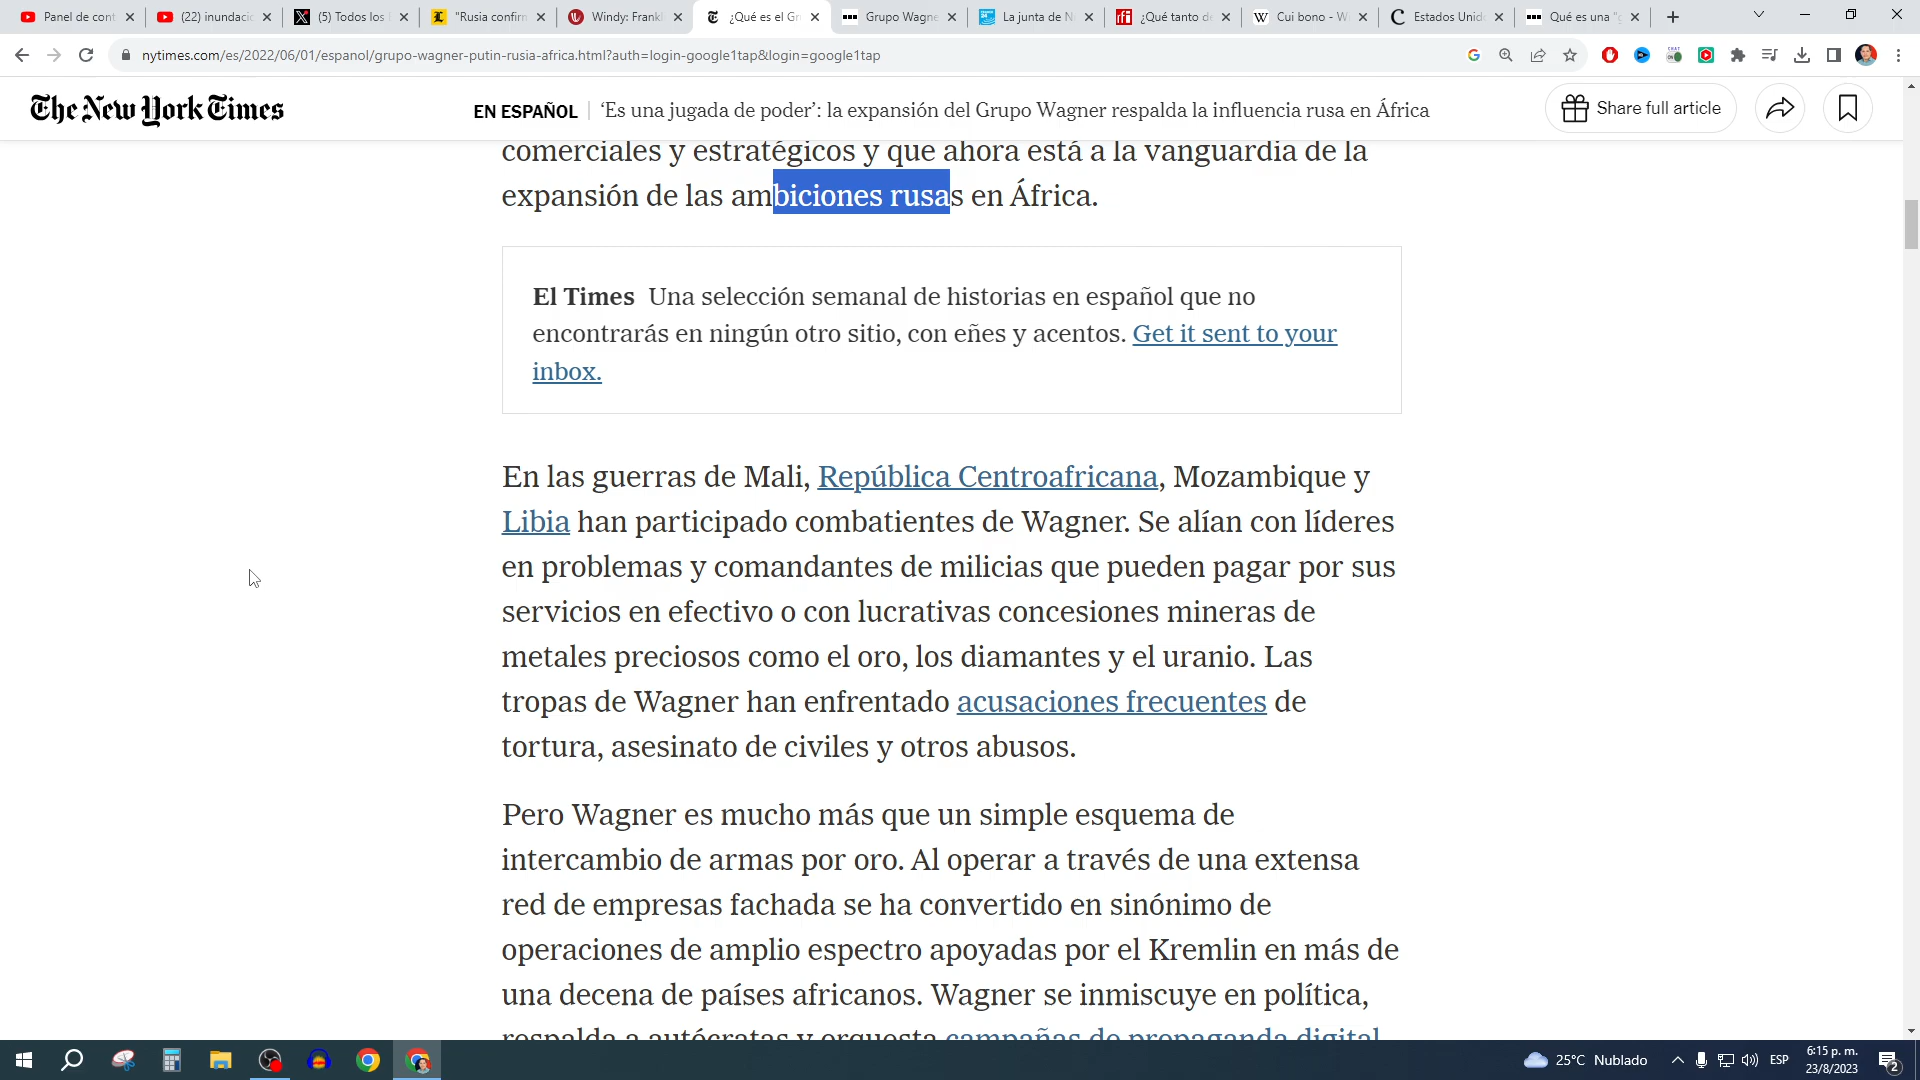 Panel de cont
(22) inundaci
(5) Todos los
"Rusia confirm
Windy: Frankl
¿Qué es el Gr
Grupo Wagne
La junta de N
¿Qué tanto de
Cui bono - W
Estados Unid
Qué es una "g
nytimes.com/es/2022/06/01/espanol/grupo-wagner-putin-rusia-africa.html?auth=login-google1tap&login=google1tap
The New York Times
EN ESPAÑOL
‘Es una jugada de poder’: la expansión del Grupo Wagner respalda la influencia rusa en África
Share full article
comerciales y estratégicos y que ahora está a la vanguardia de la
expansión de las ambiciones rusas en África.
El Times Una selección semanal de historias en español que no
encontrarás en ningún otro sitio, con eñes y acentos. Get it sent to your
inbox.
En las guerras de Mali, República Centroafricana, Mozambique y
Libia han participado combatientes de Wagner. Se alían con líderes
en problemas y comandantes de milicias que pueden pagar por sus
servicios en efectivo o con lucrativas concesiones mineras de
metales preciosos como el oro, los diamantes y el uranio. Las
tropas de Wagner han enfrentado acusaciones frecuentes de
tortura, asesinato de civiles y otros abusos.
Pero Wagner es mucho más que un simple esquema de
intercambio de armas por oro. Al operar a través de una extensa
red de empresas fachada se ha convertido en sinónimo de
operaciones de amplio espectro apoyadas por el Kremlin en más de
una decena de países africanos. Wagner se inmiscuye en política,
respalda a autócratas y orquesta campañas de propaganda digital
25°C Nublado
ESP
6:15 p. m.
23/8/2023
2